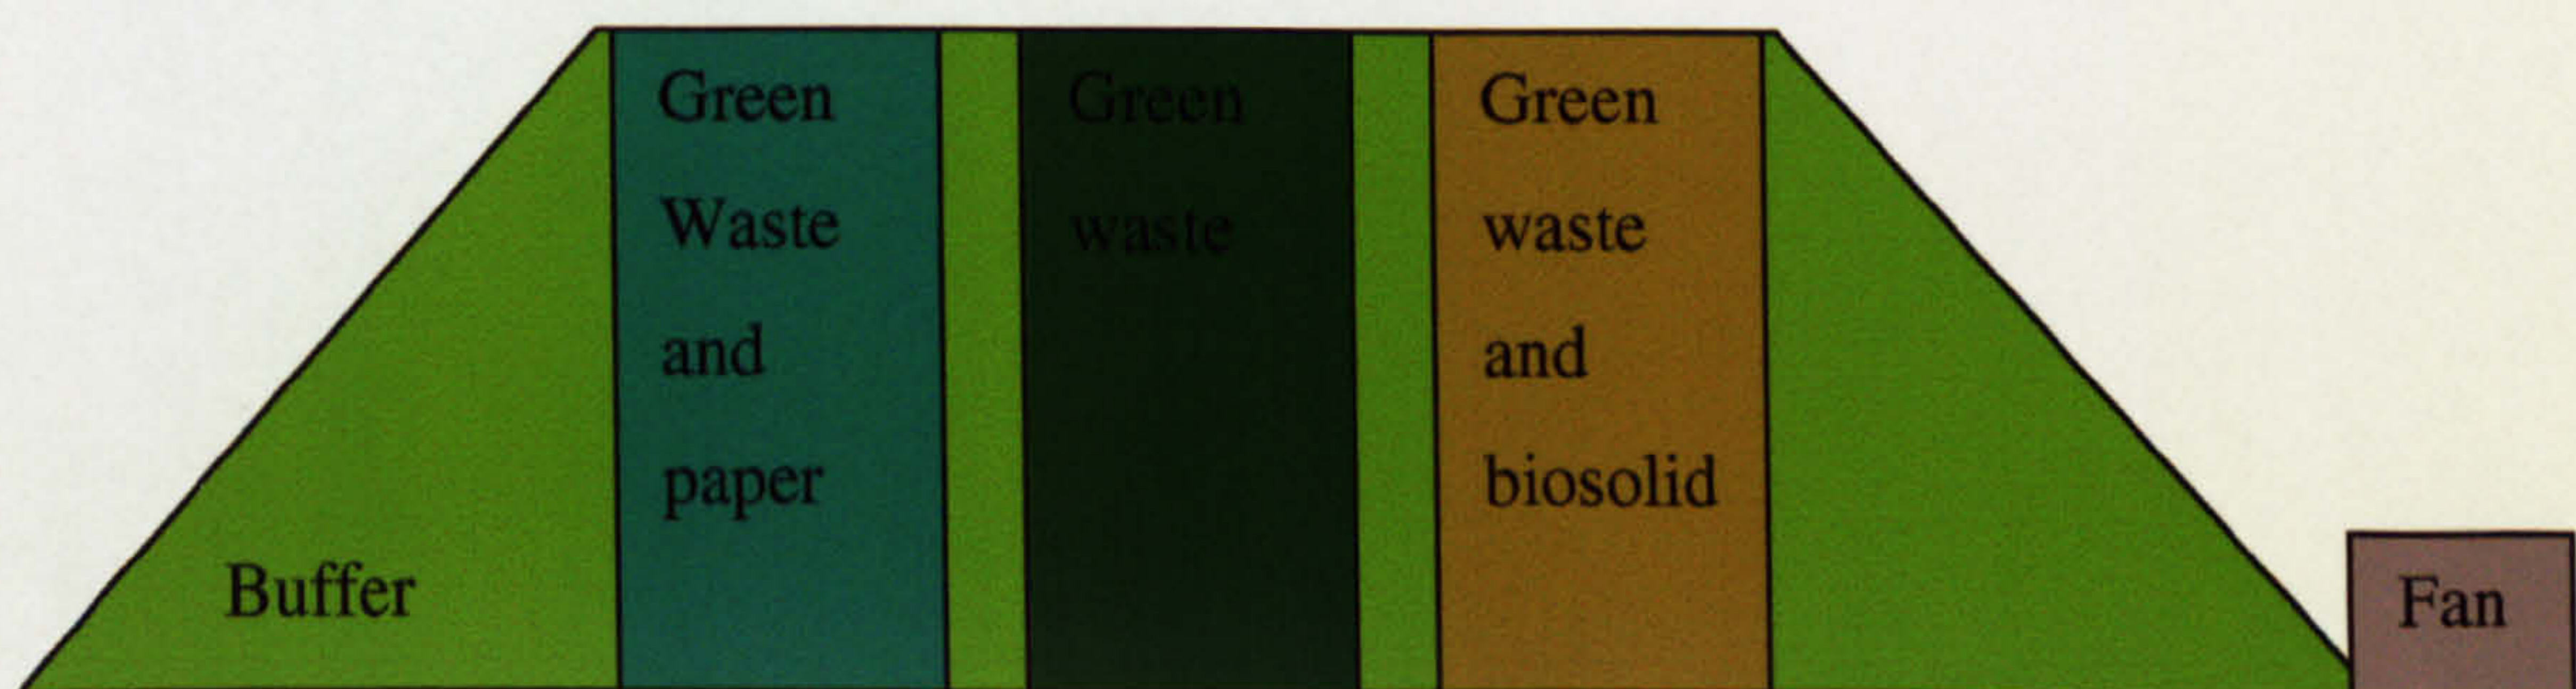 Green
Waste
and
paper
Green
waste
Green
waste
and
biosolid
Buffer
Fan